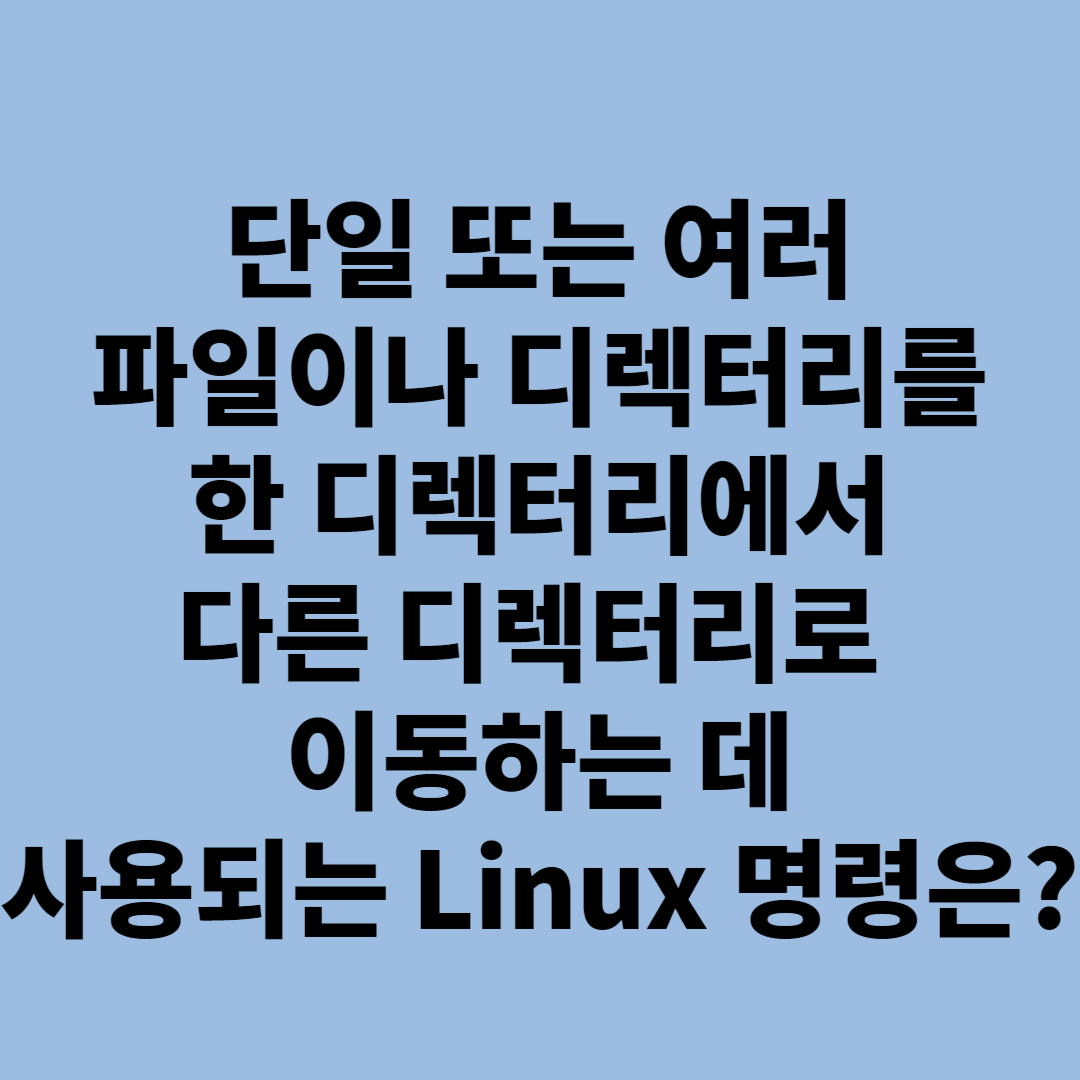 단일 또는 여러
파일이나 디렉터리를
한 디렉터리에서
다른 디렉터리로
이동하는 데
사용되는 Linux 명령은?